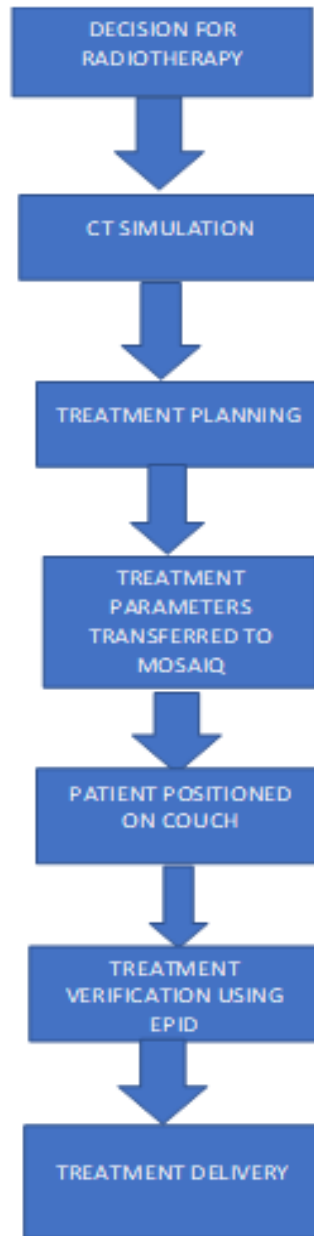 DECISION FOR
RADIOTHERAPY
CT SIMULATION
TREATMENT PLANNING
TREATMENT
PARAMETERS
TRANSFERRED TO
MOSAIQ
PATIENT POSITIONED
ON COUCH
TREATMENT
VERIFICATION USING
EPID
TREATMENT DELIVERY